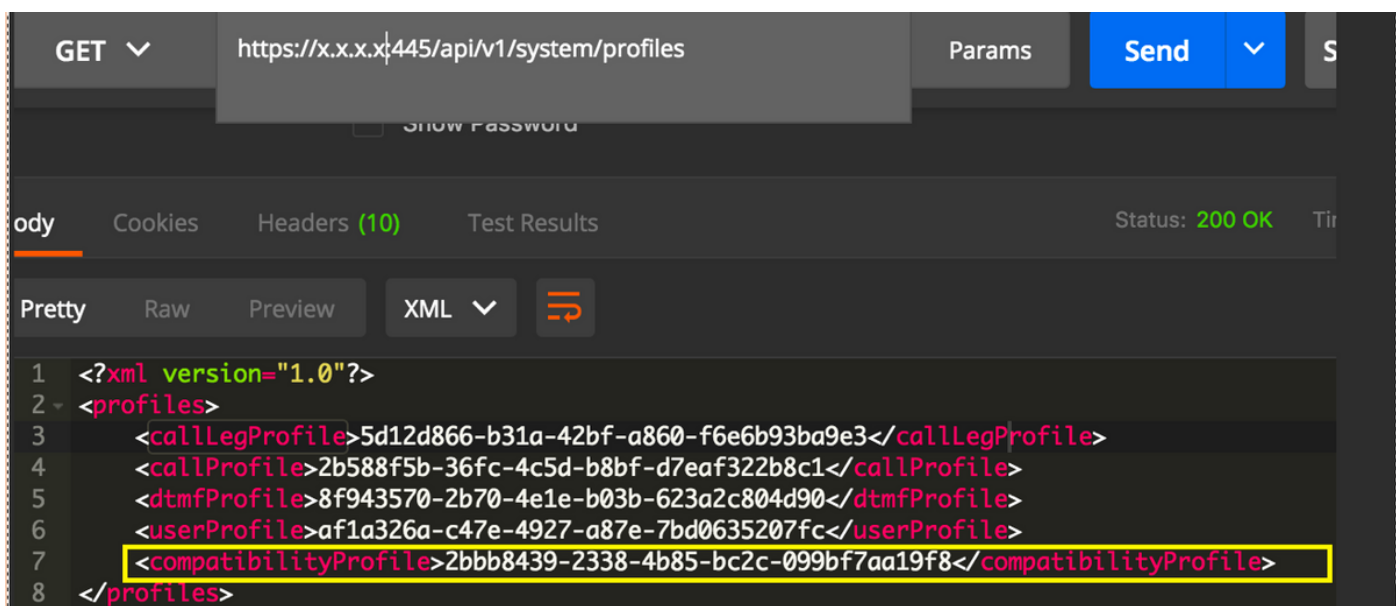 GET https://x.x.x.x:445/api/v1/system/profiles Params Send S
Show Password
ody Cookies Headers (10) Test Results Status: 200 OK Tir
Pretty Raw Preview XML
1 <?xml version="1.0"?>
2 <profiles>
3 <callLegProfile>5d12d866-b31a-42bf-a860-f6e6b93ba9e3</callLegProfile>
4 <callProfile>2b588f5b-36fc-4c5d-b8bf-d7eaf322b8c1</callProfile>
5 <dtmfProfile>8f943570-2b70-4e1e-b03b-623a2c804d90</dtmfProfile>
6 <userProfile>af1a326a-c47e-4927-a87e-7bd0635207fc</userProfile>
7 <compatibilityProfile>2bbb8439-2338-4b85-bc2c-099bf7aa19f8</compatibilityProfile>
8 </profiles>